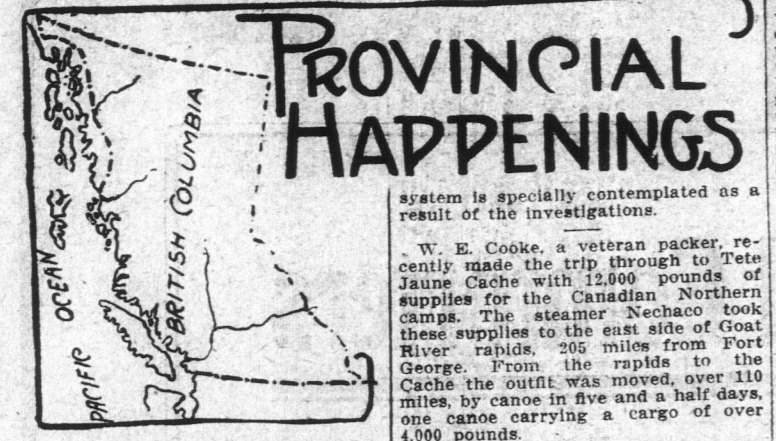 PROVINCIAL
HAPPENINGS
BRITISH COLUMBIA
OCEAN
PACIFIC
system is specially contemplated as a
result of the investigations.
W. E. Cooke, a veteran packer, re-
cently made the trip through to Tete
Jaune Cache with 12,000 pounds of
supplies for the Canadian Northern
camps. The steamer Nechaco took
these supplies to the east side of Goat
River rapids, 205 miles from Fort
George. From the rapids to the
Cache the outfit was moved, over 110
miles, by canoe in five and a half days,
one canoe carrying a cargo of over
4,000 pounds.